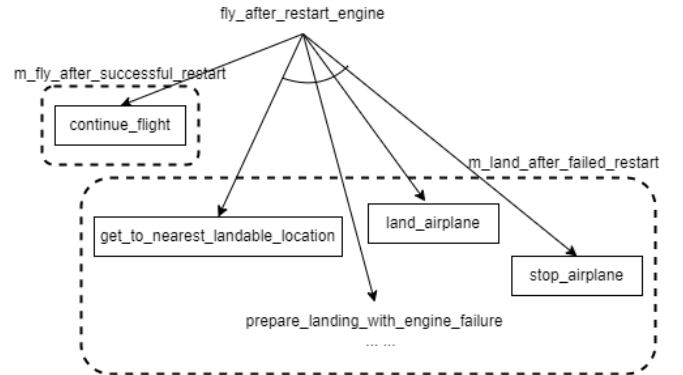 fly_after_restart_engine
m_fly_after_successful_restart
continue_flight
m_land_after_failed_restart
get_to_nearest_landable_location
land_airplane
stop_airplane
prepare_landing_with_engine_failure
... ...